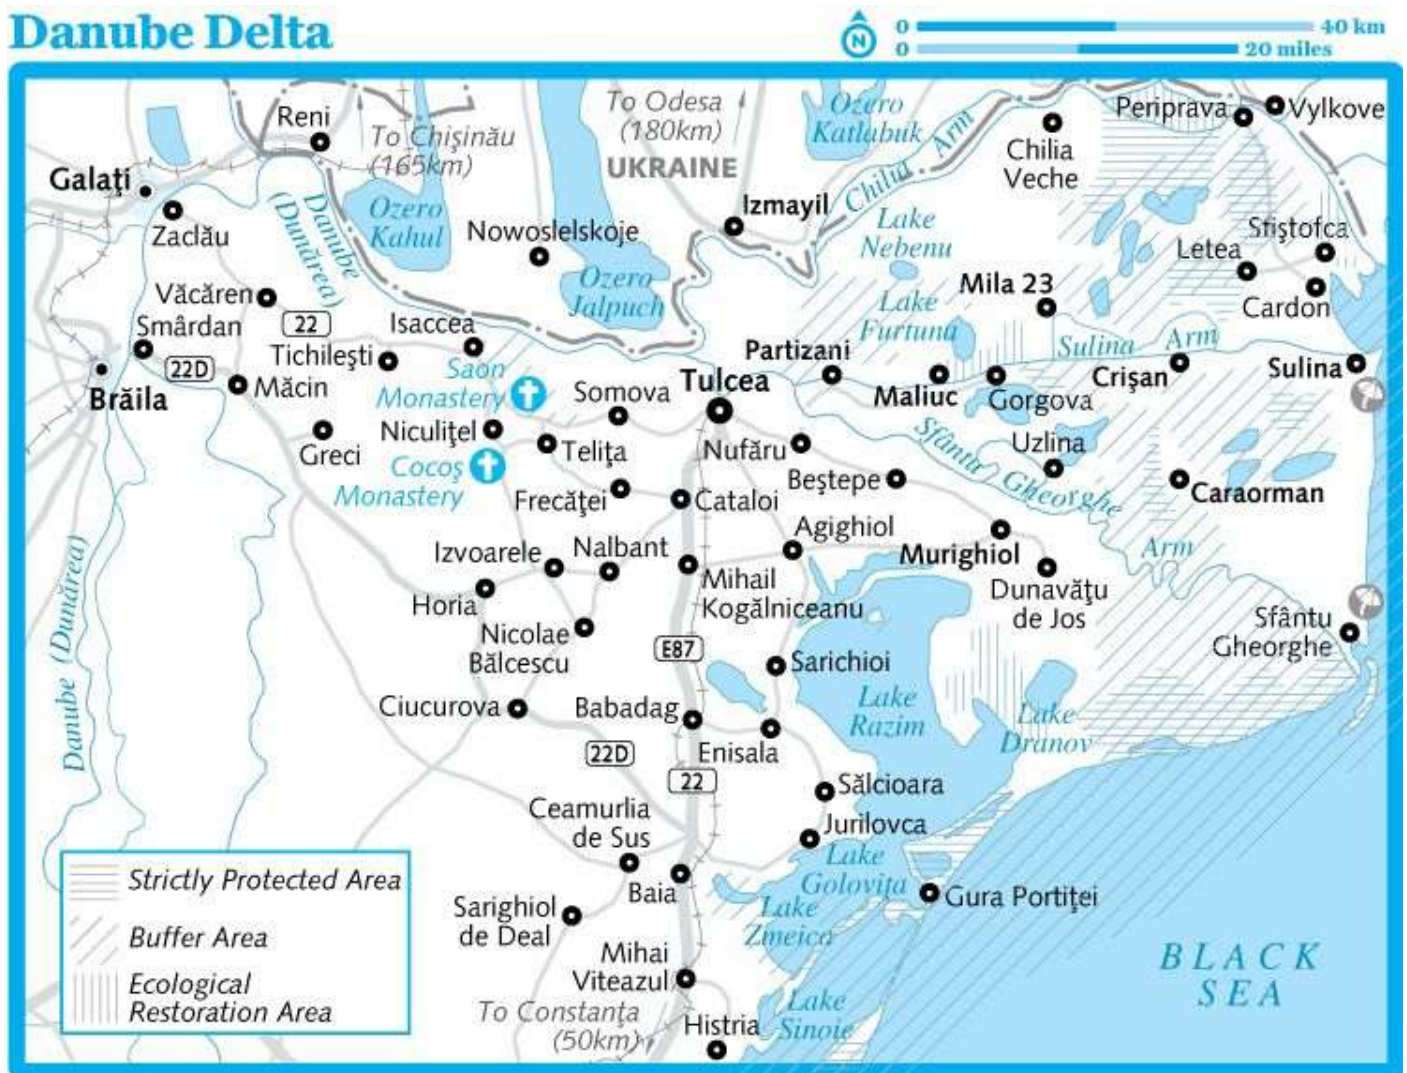 Danube Delta
N
0
40 km
0
20 miles
Reni
To Chişinău
(165km)
To Odesa
(180km)
UKRAINE
Ozero
Katlabuk
Chilia
Veche
Periprava
Vylkove
Galaţi
Zaclău
Danube
(Dunărea)
Ozero
Kahul
Nowoslelskoje
Ozero
Jalpuch
Izmayil
Chilia Arm
Lake
Nebenu
Sfiştofca
Letea
Cardon
Văcăren
Smârdan
22
22D
Tichileşti
Isaccea
Măcin
Brăila
Saon
Monastery
Greci
Niculiţel
Cocoş
Monastery
Somova
Teliţa
Frecăţei
Tulcea
Partizani
Lake
Furtuna
Mila 23
Maliuc
Gorgova
Sulina Arm
Crişan
Sulina
Nufăru
Beştepe
Uzlina
Sfântu Gheorghe
Arm
Caraorman
Cataloi
Agighiol
Murighiol
Dunavăţu
de Jos
Izvoarele
Nalbant
Mihail
Kogălniceanu
Horia
Nicolae
Bălcescu
E87
Sarichioi
Sfântu
Gheorghe
Danube (Dunărea)
Ciucurova
Babadag
Enisala
Lake
Razim
Lake
Dranov
22D
22
Sălcioara
Ceamurlia
de Sus
Jurilovca
Lake
Goloviţa
Baia
Gura Portiţei
Sarighiol
de Deal
Lake
Zmeica
Mihai
Viteazul
To Constanţa
(50km)
Histria
Lake
Sinoie
BLACK
SEA
Strictly Protected Area
Buffer Area
Ecological
Restoration Area